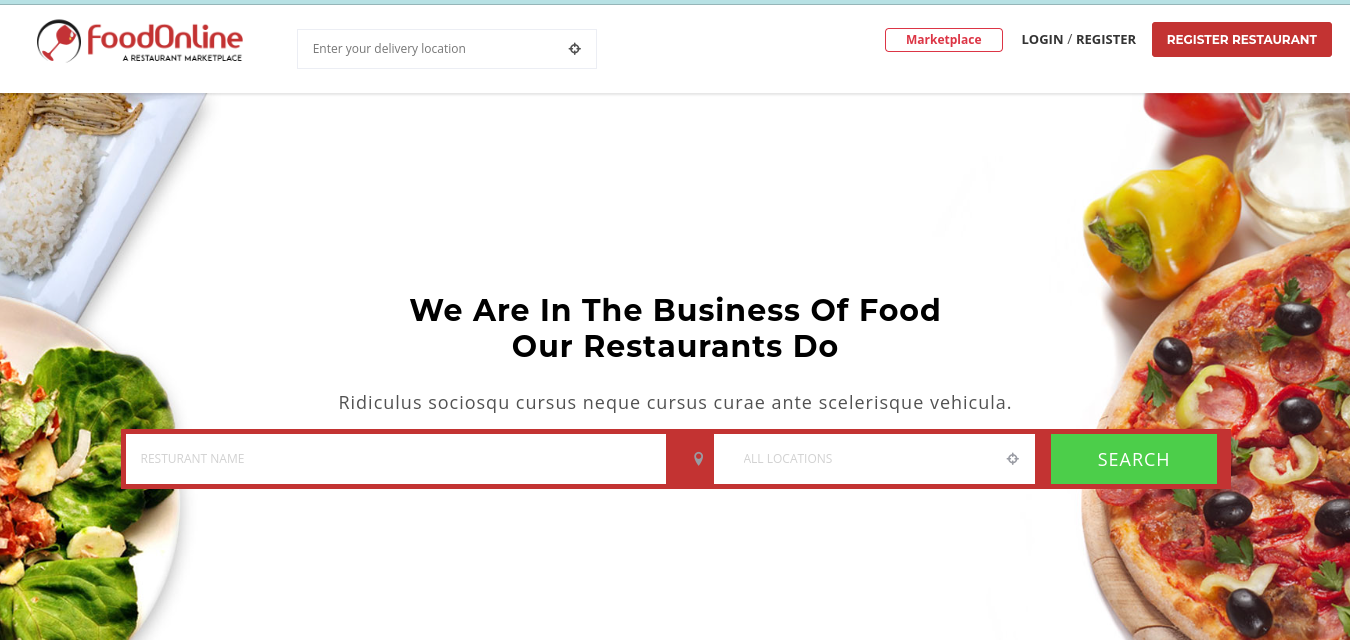 FoodOnline
A RESTAURANT MARKETPLACE
Enter your delivery location
Marketplace
LOGIN / REGISTER
REGISTER RESTAURANT
We Are In The Business Of Food
Our Restaurants Do
Ridiculus sociosqu cursus neque cursus curae ante scelerisque vehicula.
RESTURANT NAME
ALL LOCATIONS
SEARCH